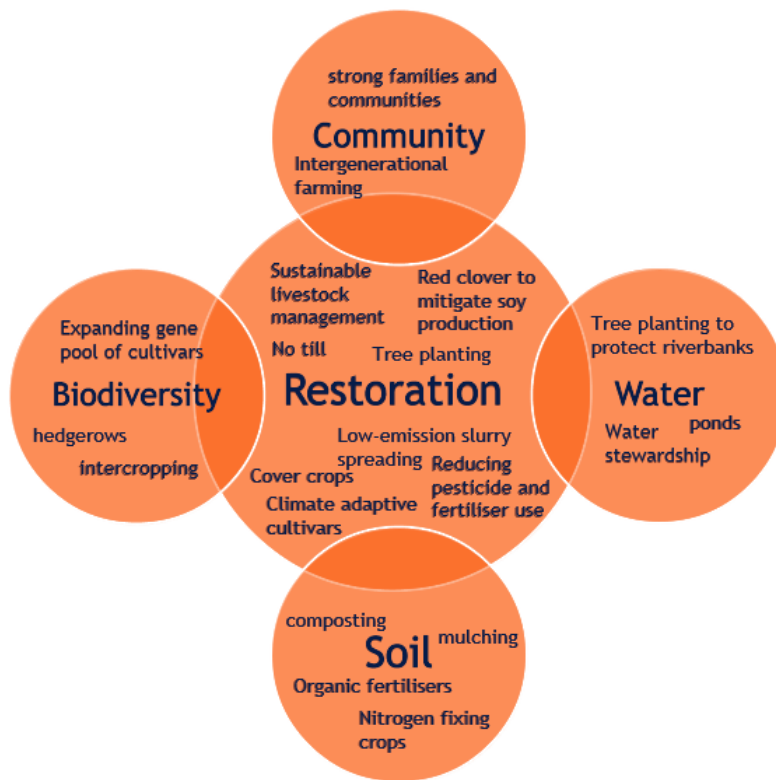 strong families and
communities
Community
Intergenerational
farming
Sustainable
livestock
management
Red clover to
mitigate soy
production
No till
Tree planting
Restoration
Low-emission slurry
spreading
Cover crops
Reducing
pesticide and
fertiliser use
Climate adaptive
cultivars
Expanding gene
pool of cultivars
Biodiversity
hedgerows
intercropping
Tree planting to
protect riverbanks
Water
ponds
Water
stewardship
composting
mulching
Soil
Organic fertilisers
Nitrogen fixing
crops